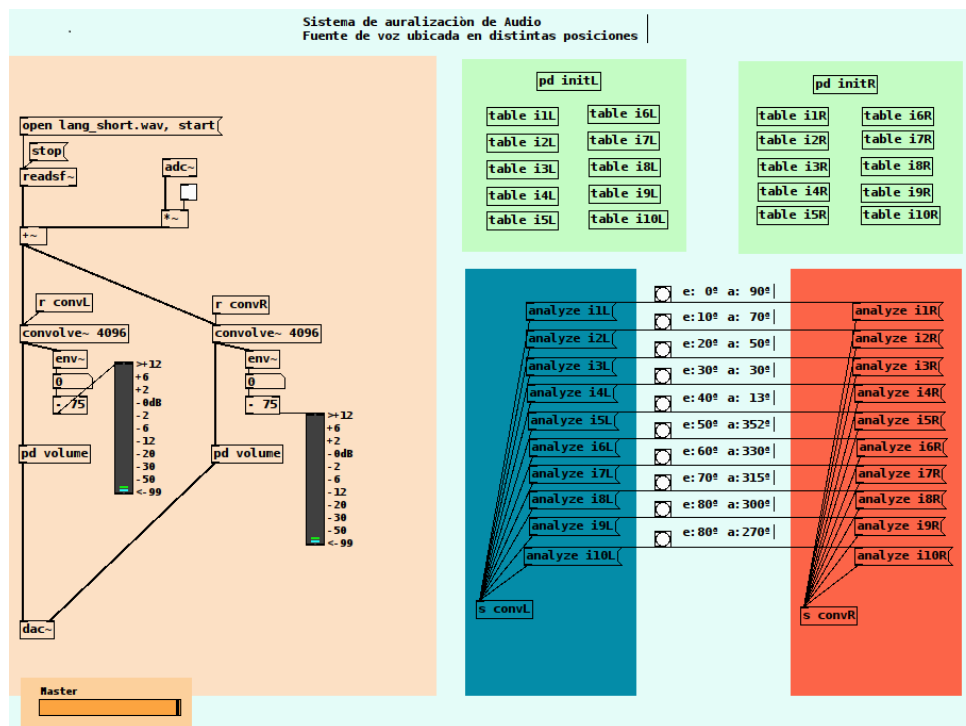 Sistema de auralizaciòn de Audio
Fuente de voz ubicada en distintas posiciones
open lang_short.wav, start
stop
readsf~
adc~
*~
+~
r convL
r convR
convolve~ 4096
convolve~ 4096
env~
env~
0
0
- 75
- 75
>+12
+6
+2
-0dB
-2
-6
-12
-20
-30
-50
<-99
>+12
+6
+2
-0dB
-2
-6
-12
-20
-30
-50
<-99
pd volume
pd volume
dac~
Master
pd initL
table i1L
table i2L
table i3L
table i4L
table i5L
table i6L
table i7L
table i8L
table i9L
table i10L
pd initR
table i1R
table i2R
table i3R
table i4R
table i5R
table i6R
table i7R
table i8R
table i9R
table i10R
analyze i1L
analyze i2L
analyze i3L
analyze i4L
analyze i5L
analyze i6L
analyze i7L
analyze i8L
analyze i9L
analyze i10L
s convL
e: 0º a: 90º
e:10º a: 70º
e:20º a: 50º
e:30º a: 30º
e:40º a: 13º
e:50º a:352º
e:60º a:330º
e:70º a:315º
e:80º a:300º
e:80º a:270º
analyze i1R
analyze i2R
analyze i3R
analyze i4R
analyze i5R
analyze i6R
analyze i7R
analyze i8R
analyze i9R
analyze i10R
s convR